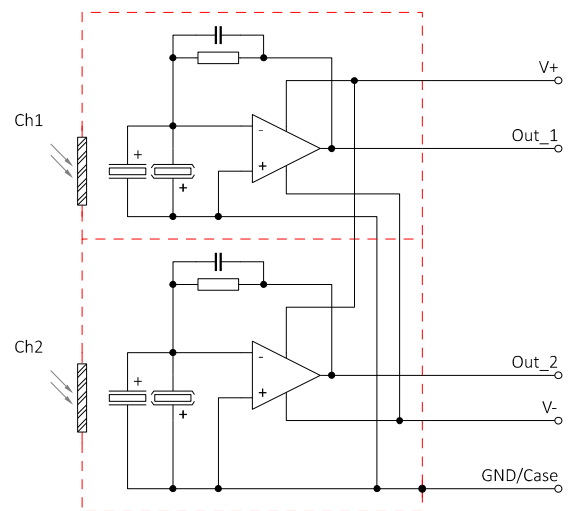 V+
Ch1
Out_1
+
-
+
+
Ch2
Out_2
+
-
+
+
V-
GND/Case